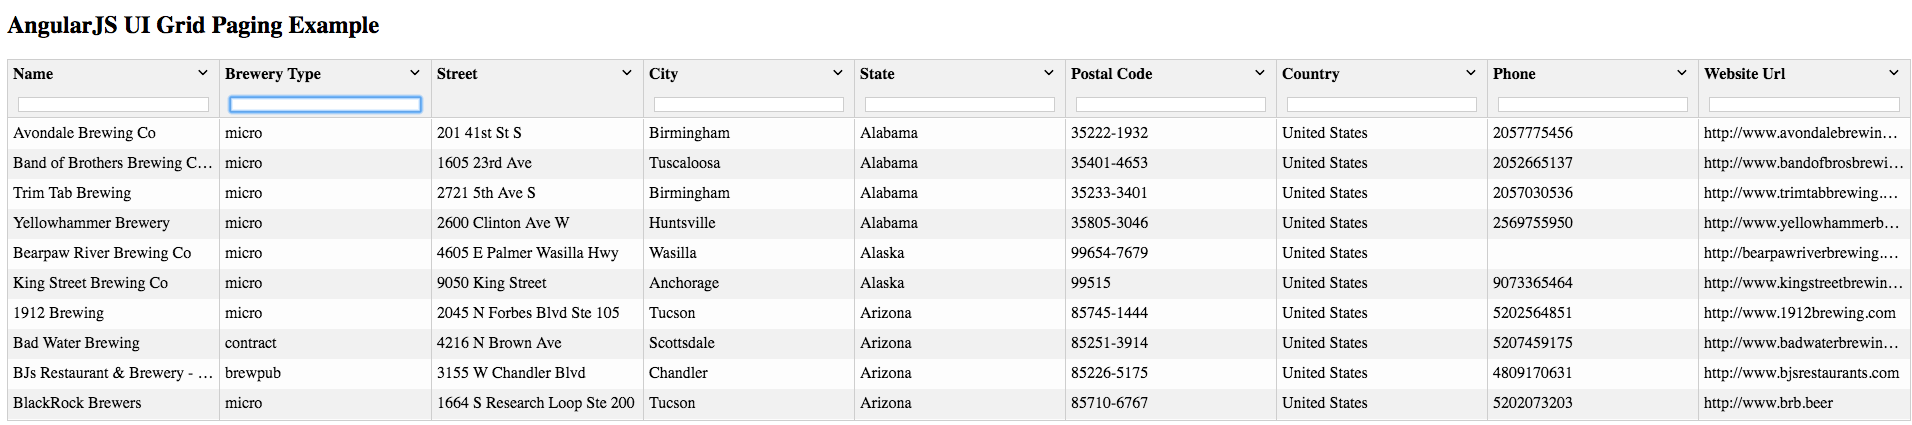 AngularJS UI Grid Paging Example
Name Brewery Type Street City State Postal Code Country Phone Website Url
Avondale Brewing Co micro 201 41st St S Birmingham Alabama 35222-1932 United States 2057775456 http://www.avondalebrewin…
Band of Brothers Brewing C… micro 1605 23rd Ave Tuscaloosa Alabama 35401-4653 United States 2052665137 http://www.bandofbrosbrewi…
Trim Tab Brewing micro 2721 5th Ave S Birmingham Alabama 35233-3401 United States 2057030536 http://www.trimtabbrewing.…
Yellowhammer Brewery micro 2600 Clinton Ave W Huntsville Alabama 35805-3046 United States 2569755950 http://www.yellowhammerb…
Bearpaw River Brewing Co micro 4605 E Palmer Wasilla Hwy Wasilla Alaska 99654-7679 United States http://bearpawriverbrewing.…
King Street Brewing Co micro 9050 King Street Anchorage Alaska 99515 United States 9073365464 http://www.kingstreetbrewin…
1912 Brewing micro 2045 N Forbes Blvd Ste 105 Tucson Arizona 85745-1444 United States 5202564851 http://www.1912brewing.com
Bad Water Brewing contract 4216 N Brown Ave Scottsdale Arizona 85251-3914 United States 5207459175 http://www.badwaterbrewin…
BJs Restaurant & Brewery - … brewpub 3155 W Chandler Blvd Chandler Arizona 85226-5175 United States 4809170631 http://www.bjsrestaurants.com
BlackRock Brewers micro 1664 S Research Loop Ste 200 Tucson Arizona 85710-6767 United States 5202073203 http://www.brb.beer